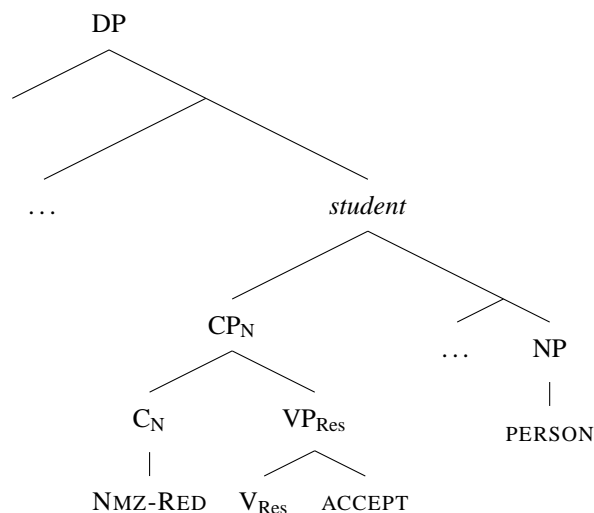 DP
... student
CPN ... NP
CN VPRes PERSON
NMZ-RED VRes ACCEPT